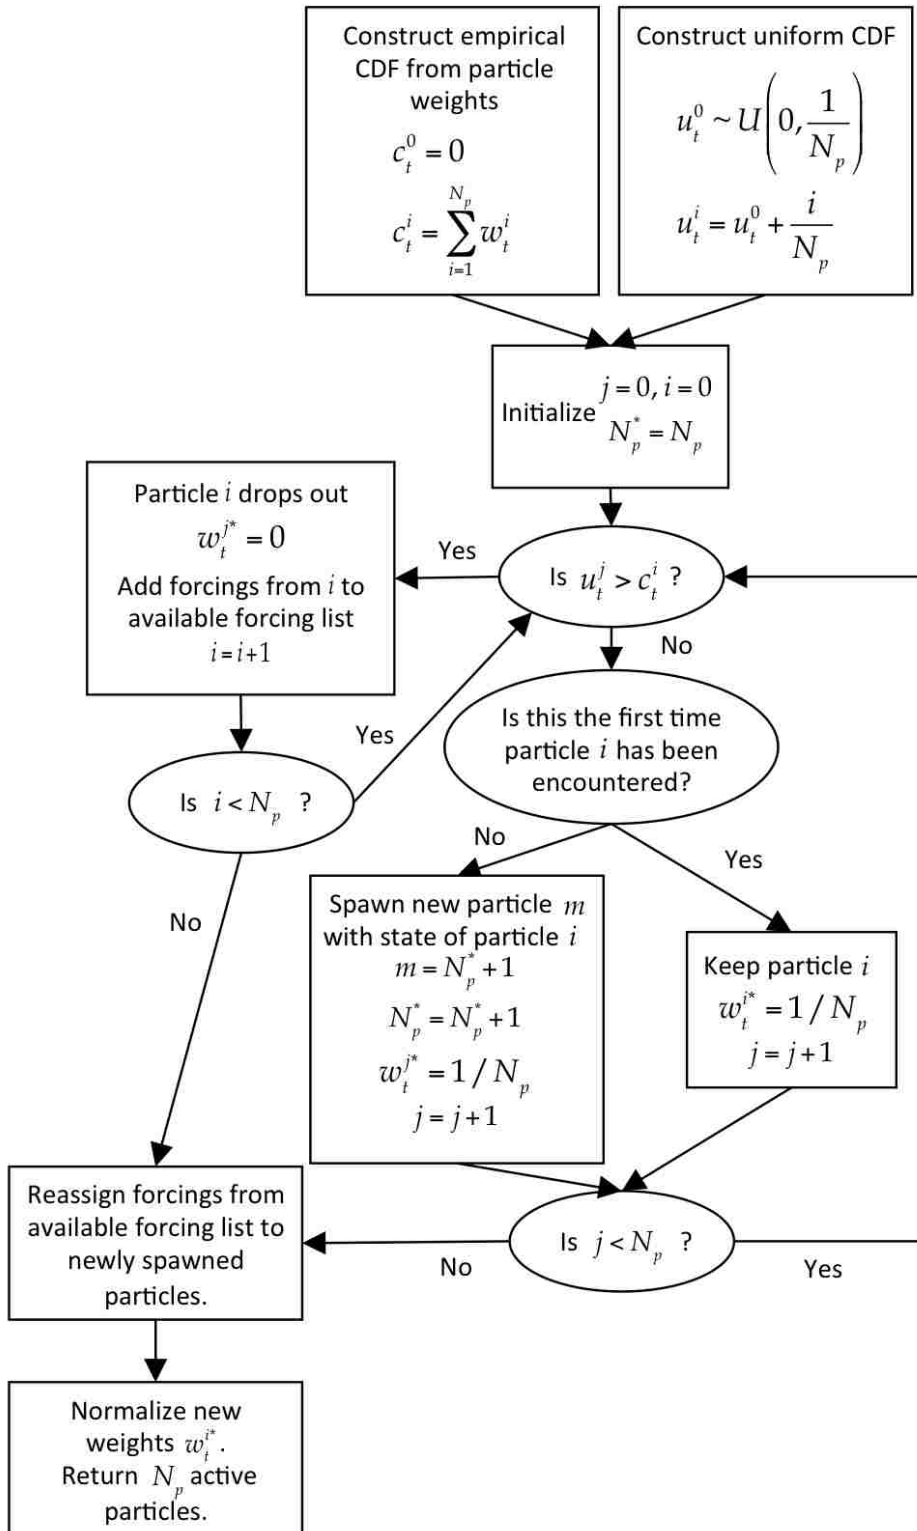 Construct empirical
CDF from particle
weights
c_t^0 = 0
c_t^i = \sum_{i=1}^{N_p} w_t^i
Construct uniform CDF
u_t^0 ~ U(0, 1/N_p)
u_t^i = u_t^0 + i/N_p
Initialize j = 0, i = 0
N_p^* = N_p
Particle i drops out
w_t^{j*} = 0
Add forcings from i to
available forcing list
i = i+1
Yes
Is u_t^j > c_t^i ?
No
Is this the first time
particle i has been
encountered?
Yes
Is i < N_p ?
No
No
Yes
Spawn new particle m
with state of particle i
m = N_p^* + 1
N_p^* = N_p^* + 1
w_t^{j*} = 1 / N_p
j = j + 1
Keep particle i
w_t^{i*} = 1 / N_p
j = j + 1
Reassign forcings from
available forcing list to
newly spawned
particles.
Is j < N_p ?
No
Yes
Normalize new
weights w_t^{i*}.
Return N_p active
particles.